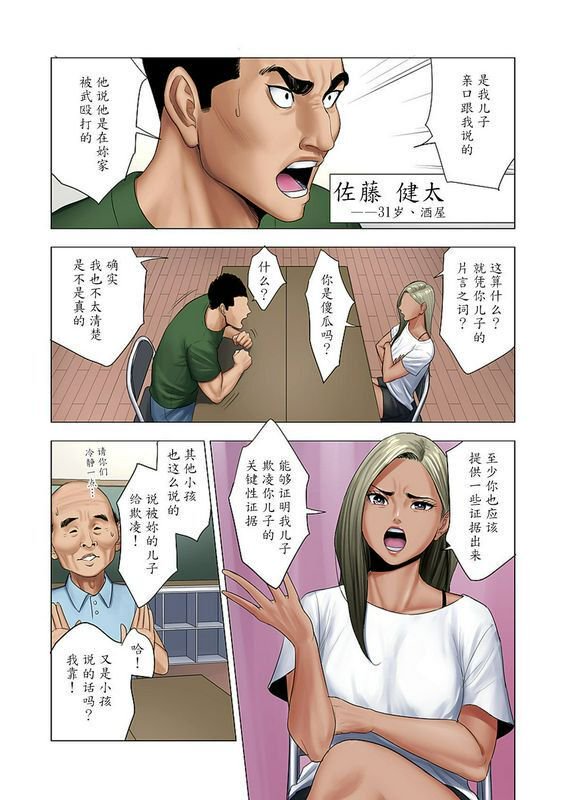 是我儿子
亲口跟我说的
他说他是在妳家
被武殴打的
佐藤 健太
——31岁、酒屋
这算什么？
就凭你儿子的
片言之词？
你是傻瓜吗？
什么？
确实
我也不太清楚
是不是真的
至少你也应该
提供一些证据出来
能够证明我儿子
欺凌你儿子的
关键性证据
其他小孩
也这么说的
说被妳的儿子
给欺凌！
请你们
冷静一点…
哈！
又是小孩
说的话吗？
我靠！